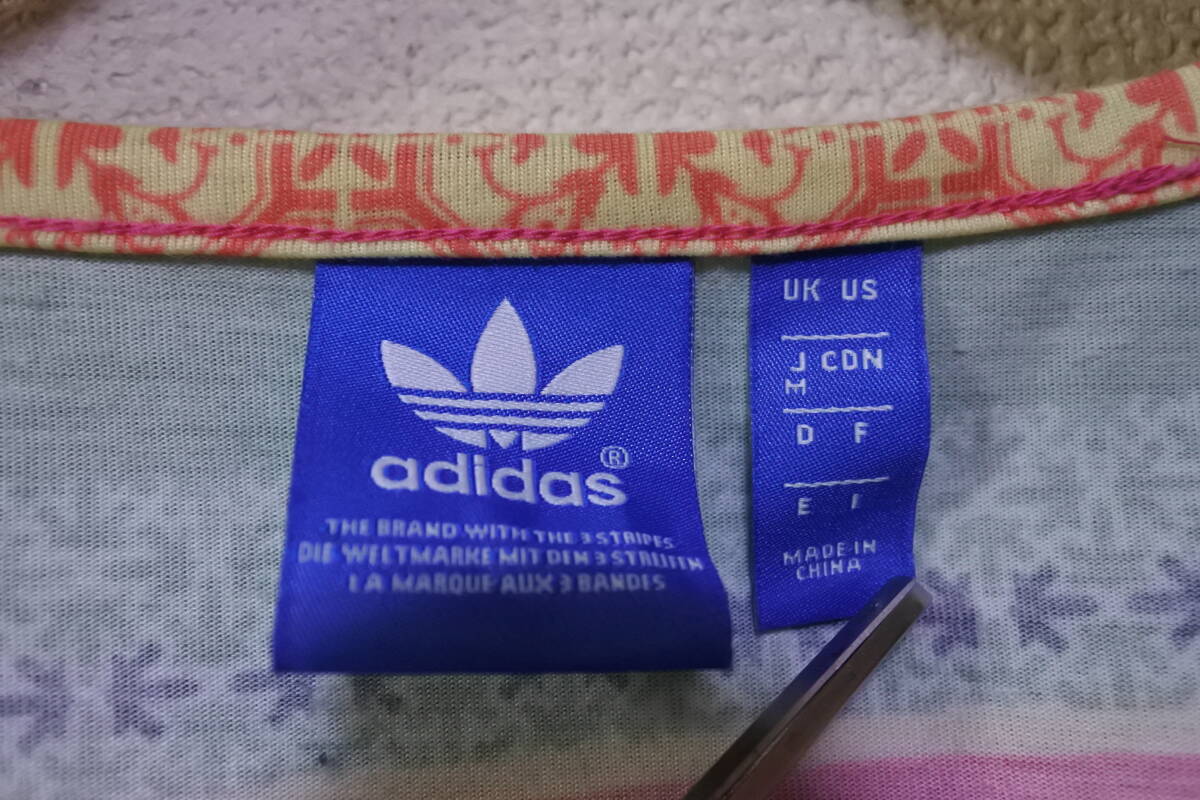 adidas®
THE BRAND WITH THE 3 STRIPES
DIE WELTMARKE MIT DEN 3 STREIFEN
LA MARQUE AUX 3 BANDES
UK US
J CDN
M
D F
E I
MADE IN
CHINA